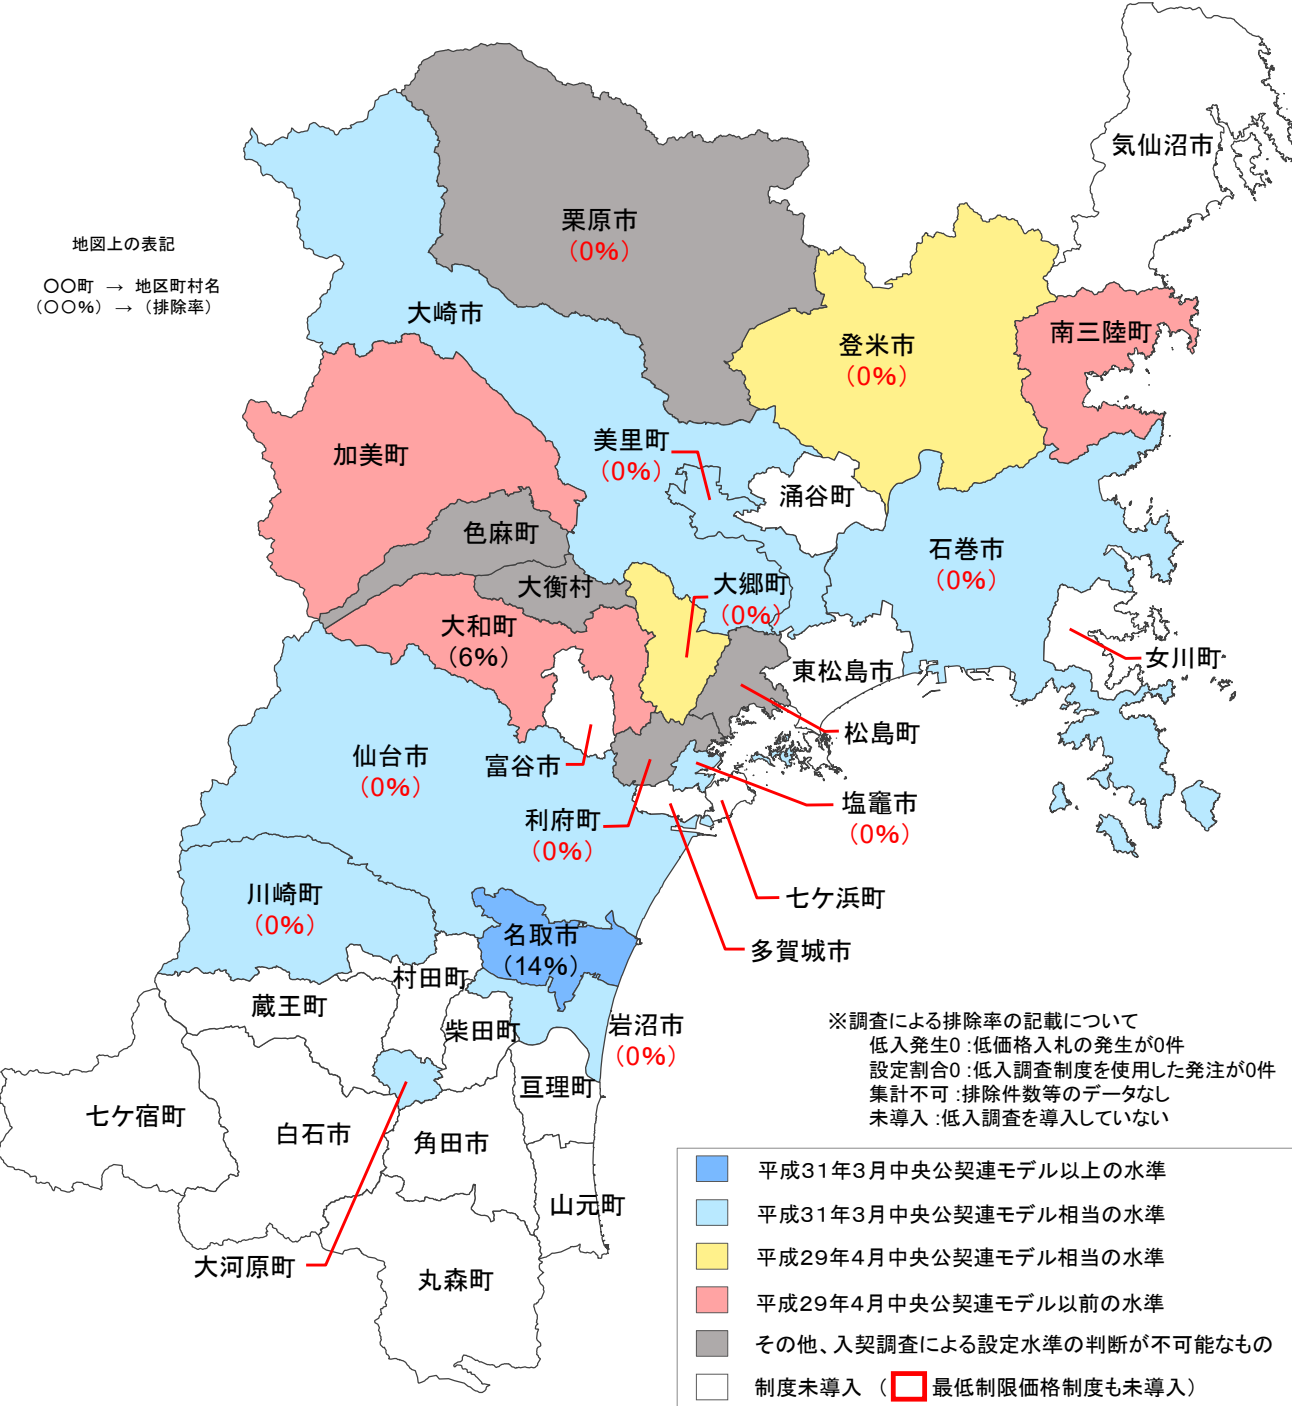 気仙沼市
栗原市
（0%）
地図上の表記
〇〇町 → 地区町村名
（〇〇%）→（排除率）
大崎市
登米市
（0%）
南三陸町
加美町
美里町
（0%）
涌谷町
色麻町
石巻市
（0%）
大衡村
大郷町
（0%）
大和町
（6%）
女川町
東松島市
松島町
仙台市
（0%）
富谷市
利府町
（0%）
塩竈市
（0%）
七ケ浜町
川崎町
（0%）
名取市
（14%）
多賀城市
村田町
蔵王町
柴田町
岩沼市
（0%）
亘理町
※調査による排除率の記載について
低入発生0：低価格入札の発生が0件
設定割合0：低入調査制度を使用した発注が0件
集計不可：排除件数等のデータなし
未導入：低入調査を導入していない
七ケ宿町
白石市
角田市
山元町
大河原町
丸森町
平成31年3月中央公契連モデル以上の水準
平成31年3月中央公契連モデル相当の水準
平成29年4月中央公契連モデル相当の水準
平成29年4月中央公契連モデル以前の水準
その他、入契調査による設定水準の判断が不可能なもの
制度未導入（ 最低制限価格制度も未導入）